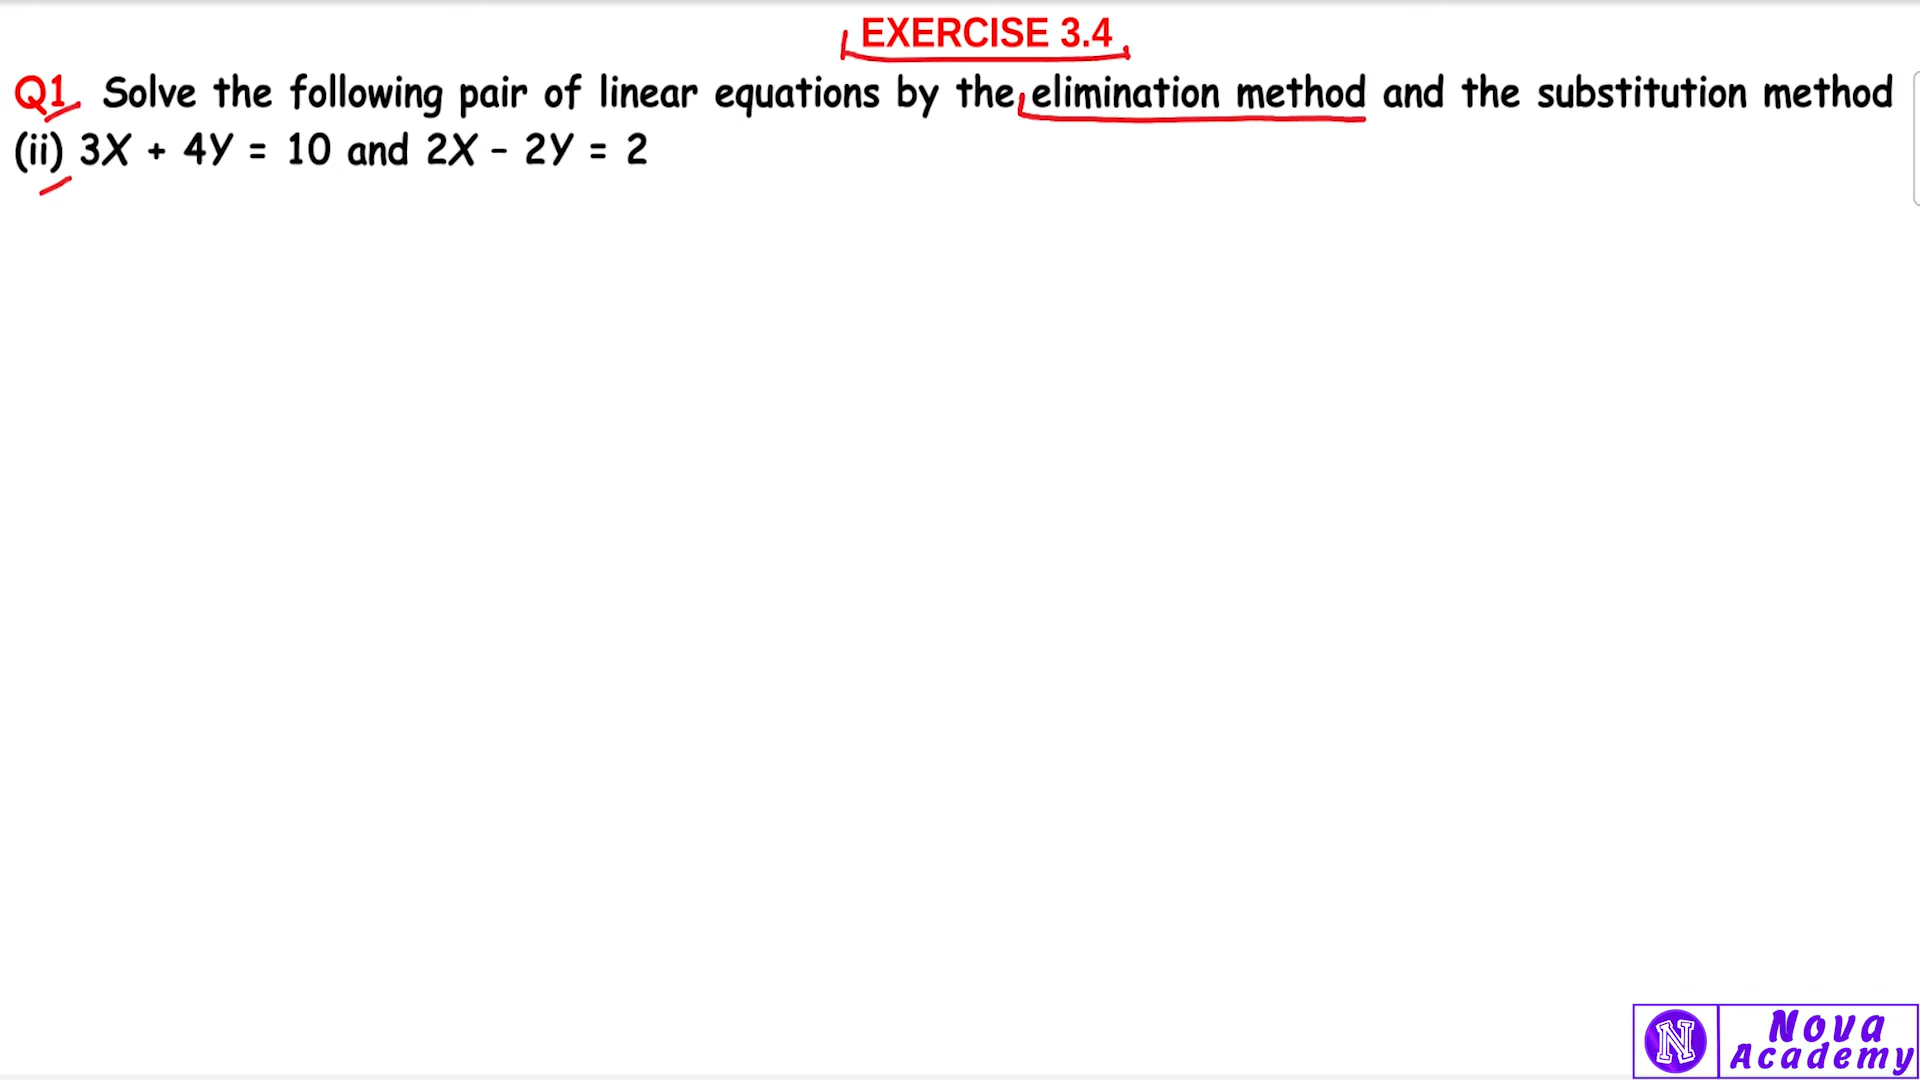 EXERCISE 3.4
Q1. Solve the following pair of linear equations by the elimination method and the substitution method
(ii) 3X + 4Y = 10 and 2X - 2Y = 2
N
Nova
Academy